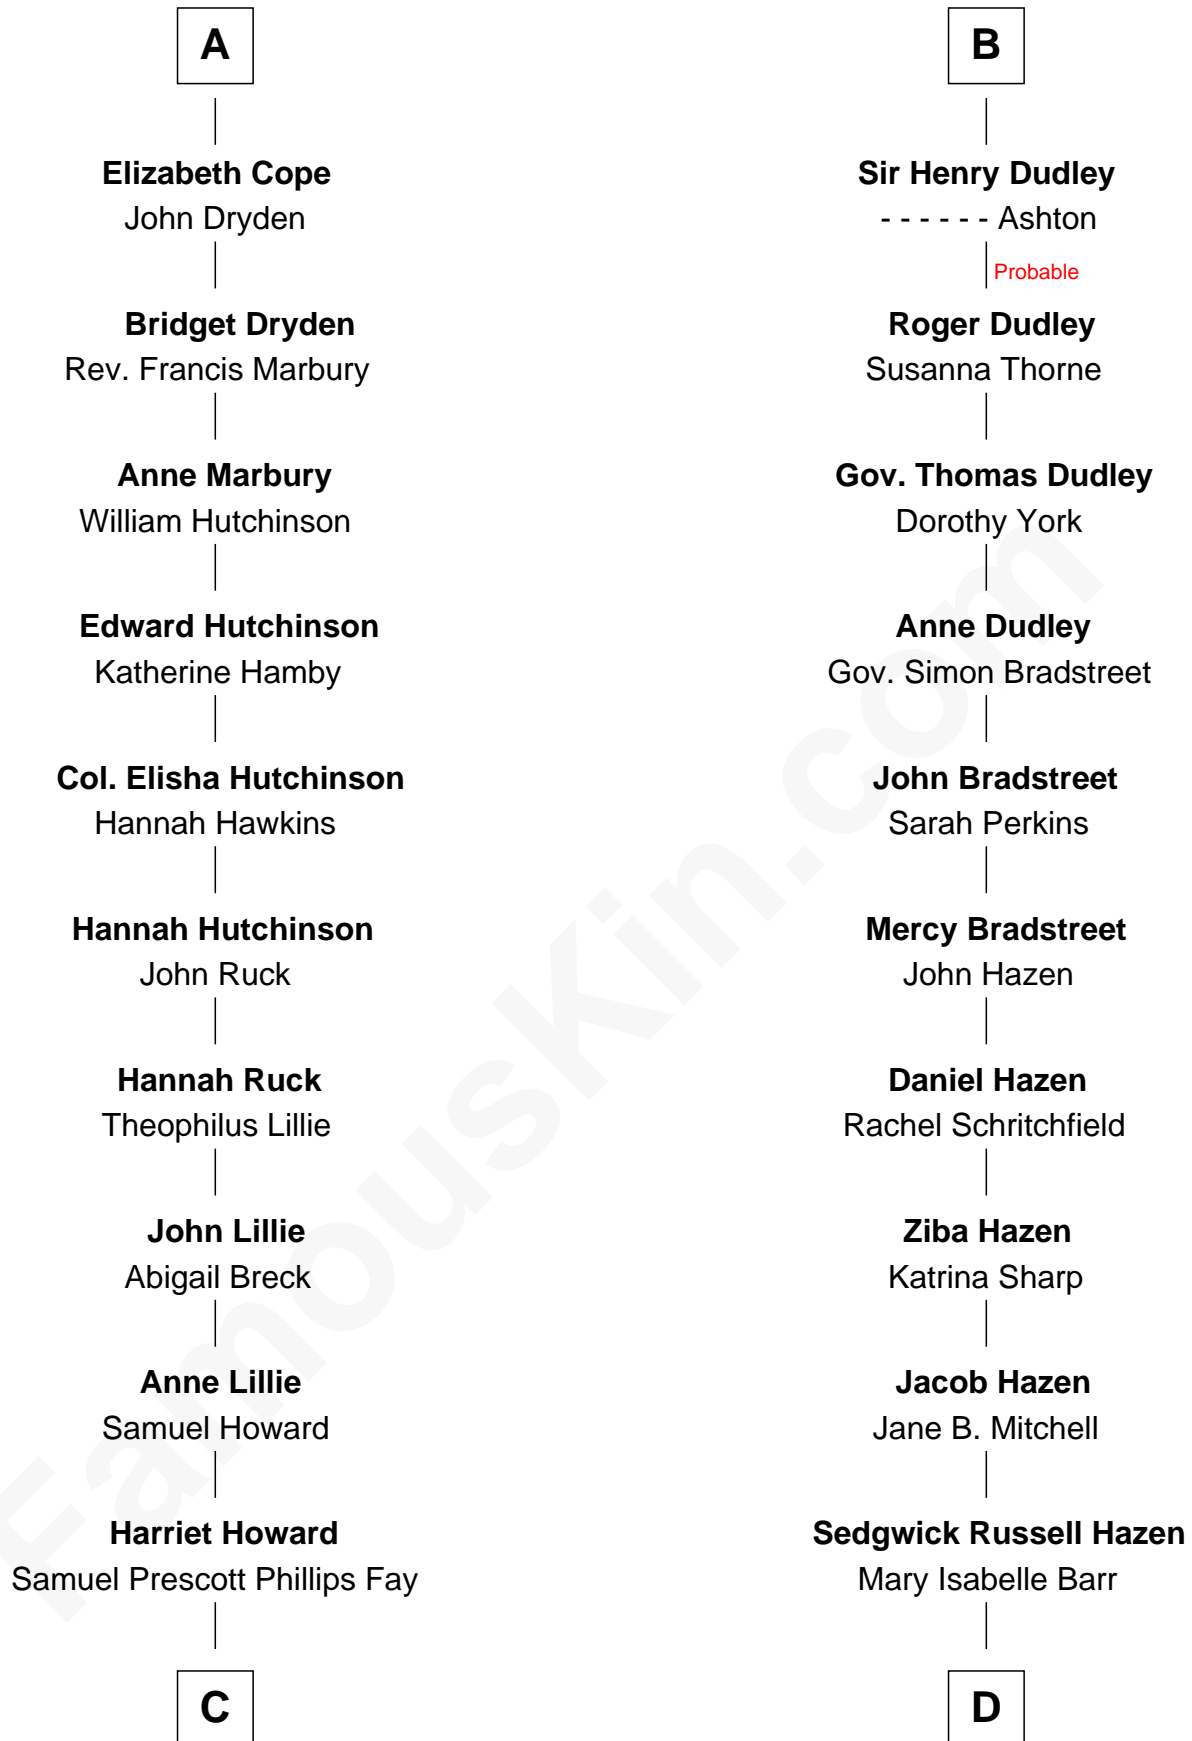 A
Elizabeth Cope
John Dryden
Bridget Dryden
Rev. Francis Marbury
Anne Marbury
William Hutchinson
Edward Hutchinson
Katherine Hamby
Col. Elisha Hutchinson
Hannah Hawkins
Hannah Hutchinson
John Ruck
Hannah Ruck
Theophilus Lillie
John Lillie
Abigail Breck
Anne Lillie
Samuel Howard
Harriet Howard
Samuel Prescott Phillips Fay
C
B
Sir Henry Dudley
- - - - - - Ashton
Probable
Roger Dudley
Susanna Thorne
Gov. Thomas Dudley
Dorothy York
Anne Dudley
Gov. Simon Bradstreet
John Bradstreet
Sarah Perkins
Mercy Bradstreet
John Hazen
Daniel Hazen
Rachel Schritchfield
Ziba Hazen
Katrina Sharp
Jacob Hazen
Jane B. Mitchell
Sedgwick Russell Hazen
Mary Isabelle Barr
D
FamousKin.com